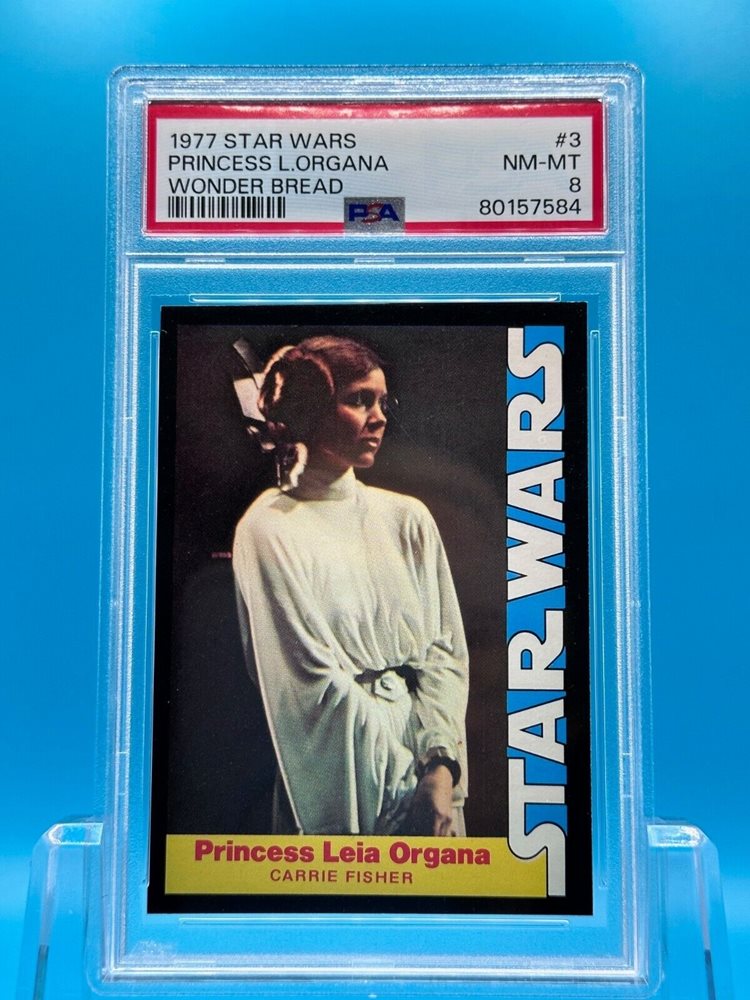 1977 STAR WARS #3
PRINCESS L.ORGANA NM-MT
WONDER BREAD 8
PSA 80157584
STAR WARS
Princess Leia Organa
CARRIE FISHER